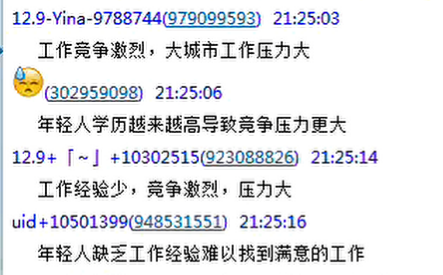 12.9-Yina-9788744(979099593) 21:25:03
工作竞争激烈，大城市工作压力大
(302959098) 21:25:06
年轻人学历越来越高导致竞争压力更大
12.9+「~」+10302515(923088826) 21:25:14
工作经验少，竞争激烈，压力大
uid+10501399(948531551) 21:25:16
年轻人缺乏工作经验难以找到满意的工作